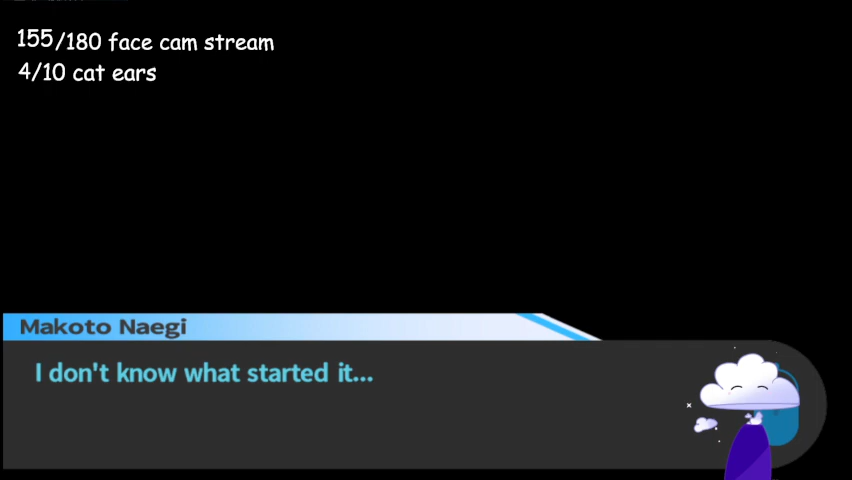 155/180 face cam stream
4/10 cat ears
Makoto Naegi
I don't know what started it...